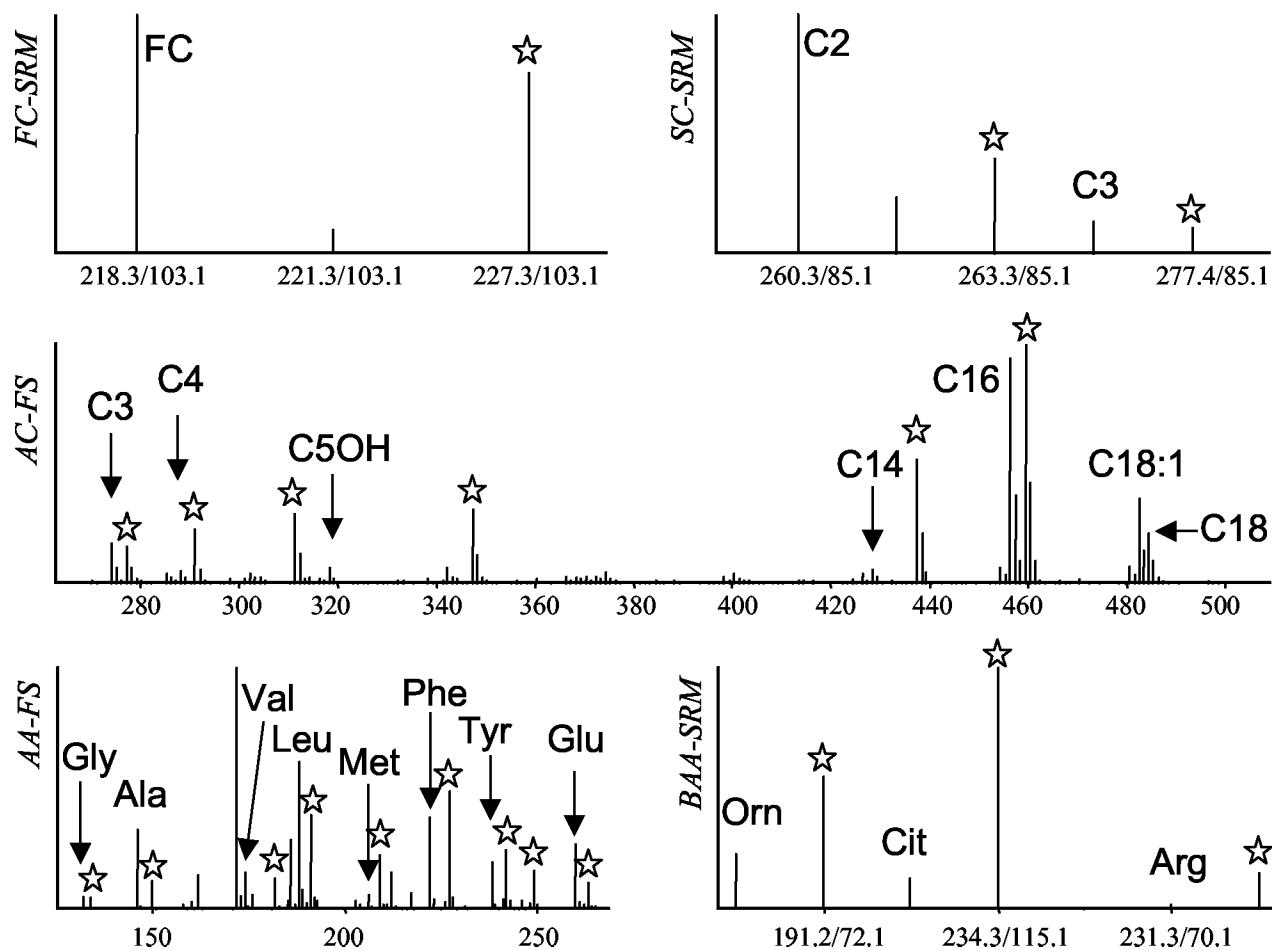 FC-SRM
FC
218.3/103.1 221.3/103.1 227.3/103.1
SC-SRM
C2
C3
260.3/85.1 263.3/85.1 277.4/85.1
AC-FS
C3
C4
C5OH
C14
C16
C18:1
C18
280 300 320 340 360 380 400 420 440 460 480 500
AA-FS
Gly
Ala
Val
Leu
Met
Phe
Tyr
Glu
150 200 250
BAA-SRM
Orn
Cit
Arg
191.2/72.1 234.3/115.1 231.3/70.1